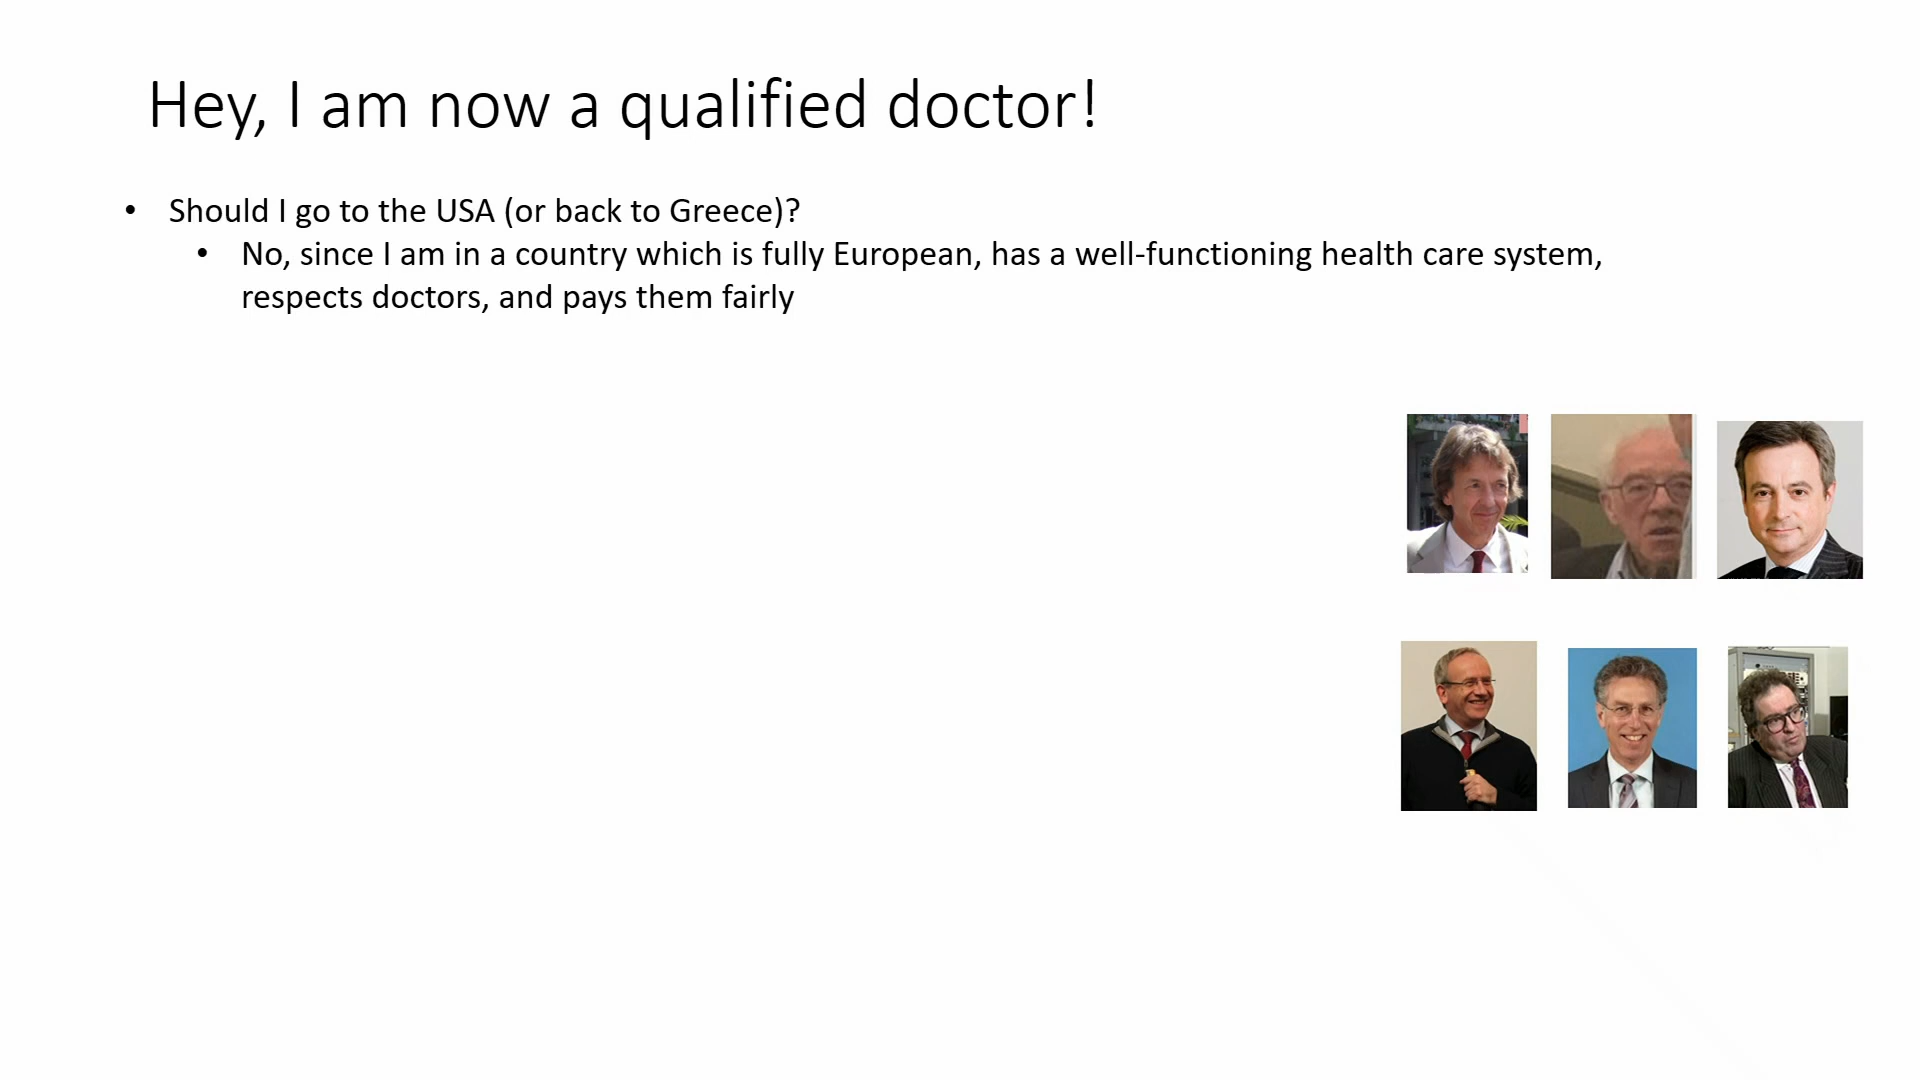 Hey, I am now a qualified doctor!
• Should I go to the USA (or back to Greece)?
• No, since I am in a country which is fully European, has a well-functioning health care system,
respects doctors, and pays them fairly